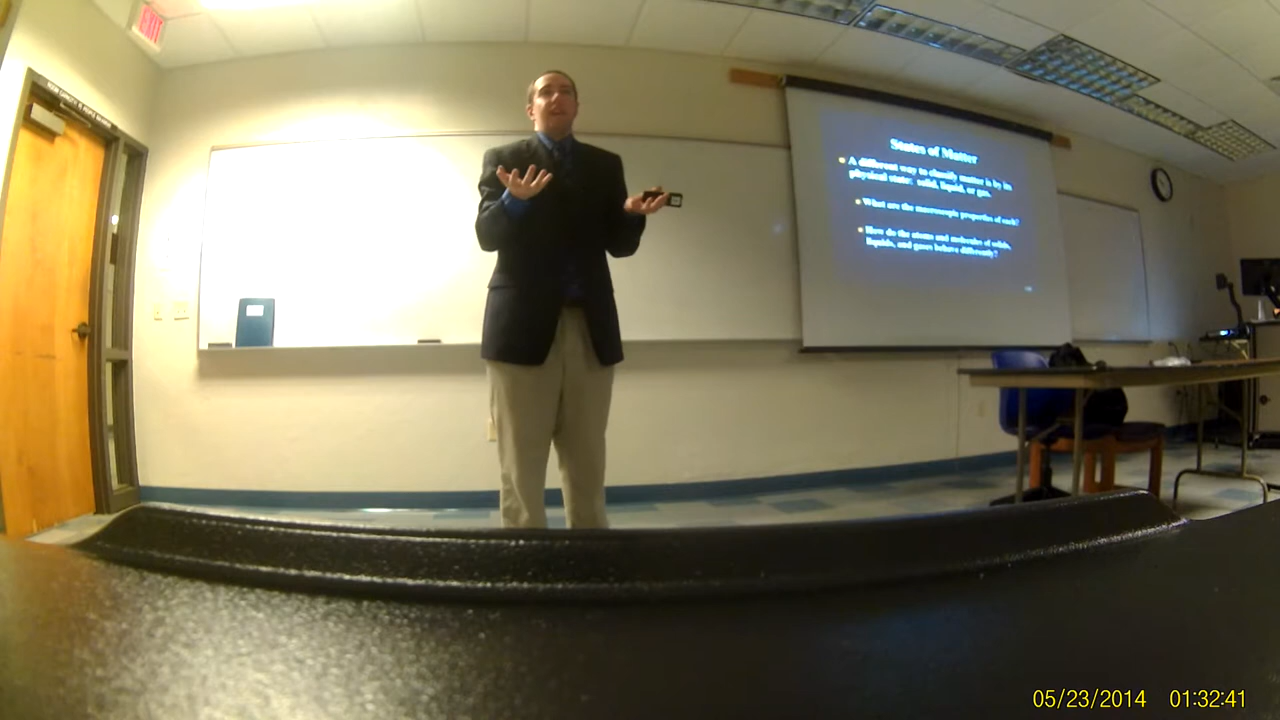 EXIT
States of Matter
A different way to classify matter is by its
physical state: solid, liquid, or gas.
What are the macroscopic properties of each?
How do the atoms and molecules of solids,
liquids, and gases behave differently?
05/23/2014 01:32:41